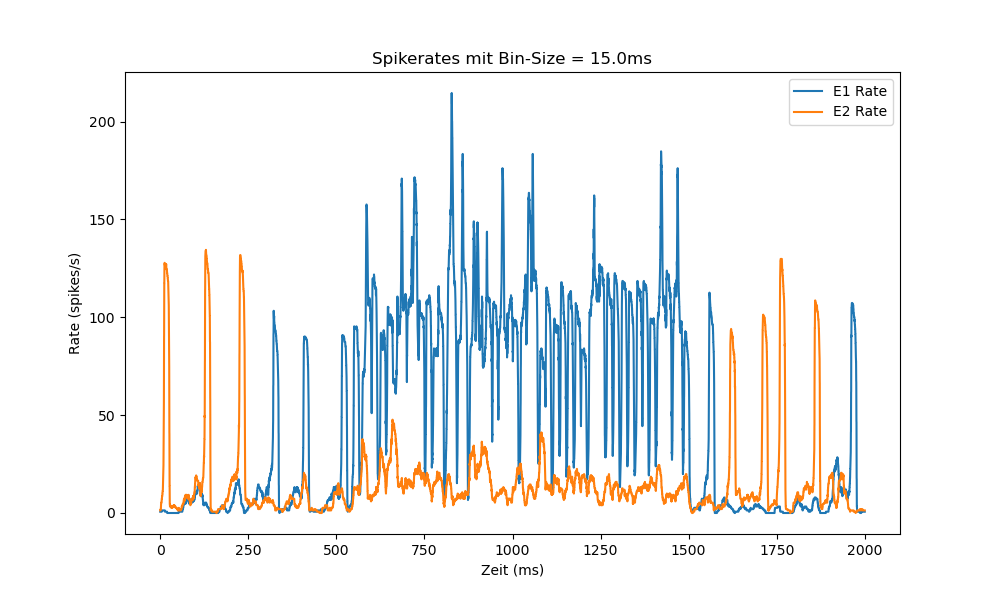 Spikerates mit Bin-Size = 15.0ms
E1 Rate
E2 Rate
Rate (spikes/s)
200
150
100
50
0
0 250 500 750 1000 1250 1500 1750 2000
Zeit (ms)